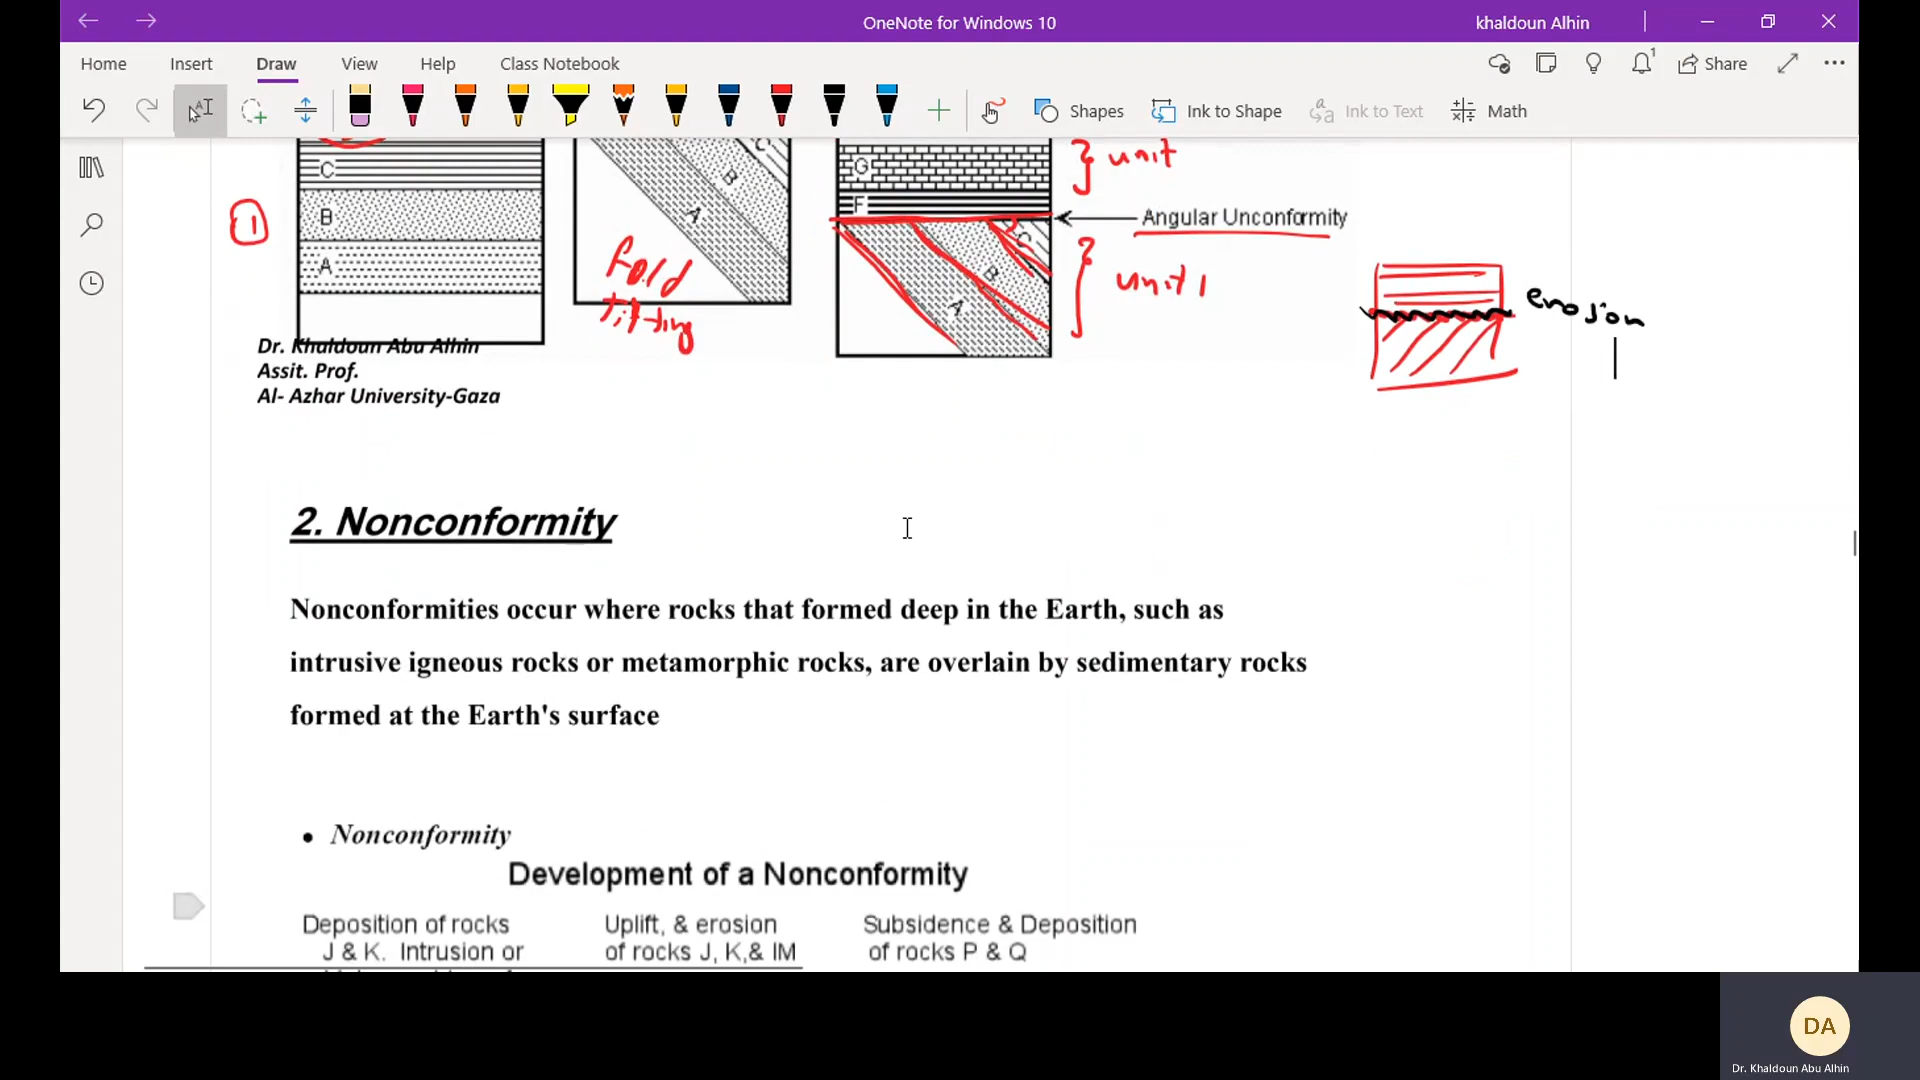 OneNote for Windows 10
khaldoun Alhin
Home Insert Draw View Help Class Notebook
1 Share
Shapes Ink to Shape Ink to Text Math
C
B
A
1
C
B
A
fold
tilting
G
F
C
B
A
unit
Angular Unconformity
unit 1
erosion
Dr. Khaldoun Abu Alhin
Assit. Prof.
Al- Azhar University-Gaza
2. Nonconformity
Nonconformities occur where rocks that formed deep in the Earth, such as
intrusive igneous rocks or metamorphic rocks, are overlain by sedimentary rocks
formed at the Earth's surface
• Nonconformity
Development of a Nonconformity
Deposition of rocks
J & K. Intrusion or
Uplift, & erosion
of rocks J, K,& IM
Subsidence & Deposition
of rocks P & Q
DA
Dr. Khaldoun Abu Alhin